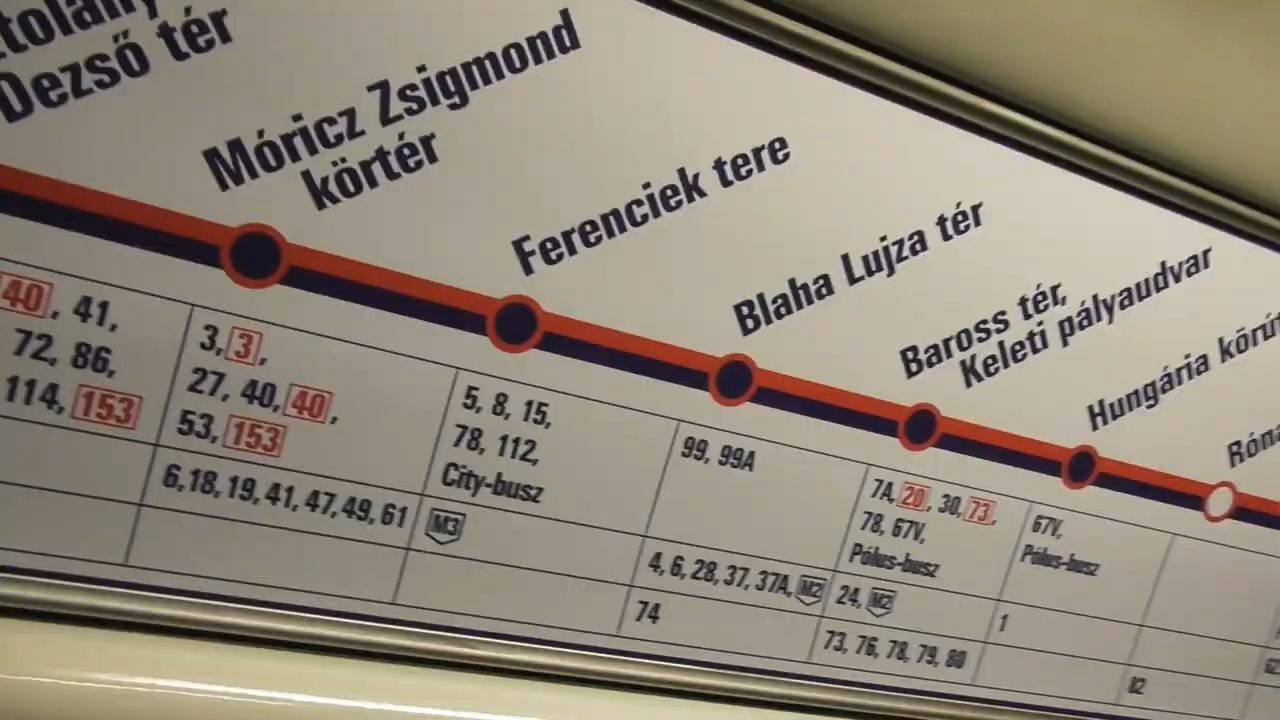 Dezső tér
Móricz Zsigmond
körtér
Ferenciek tere
Blaha Lujza tér
Baross tér,
Keleti pályaudvar
Hungária
40, 41,
72, 86,
114, 153
3, 3,
27, 40, 40,
53, 153
6, 18, 19, 41, 47, 49, 61
5, 8, 15,
78, 112,
City-busz
M3
99, 99A
4, 6, 28, 37, 37A, M2
74
7A, 20, 30, 73,
78, 67V,
Pólus-busz
24, M2
73, 76, 78, 79, 80
67V,
Pólus-busz
1
82